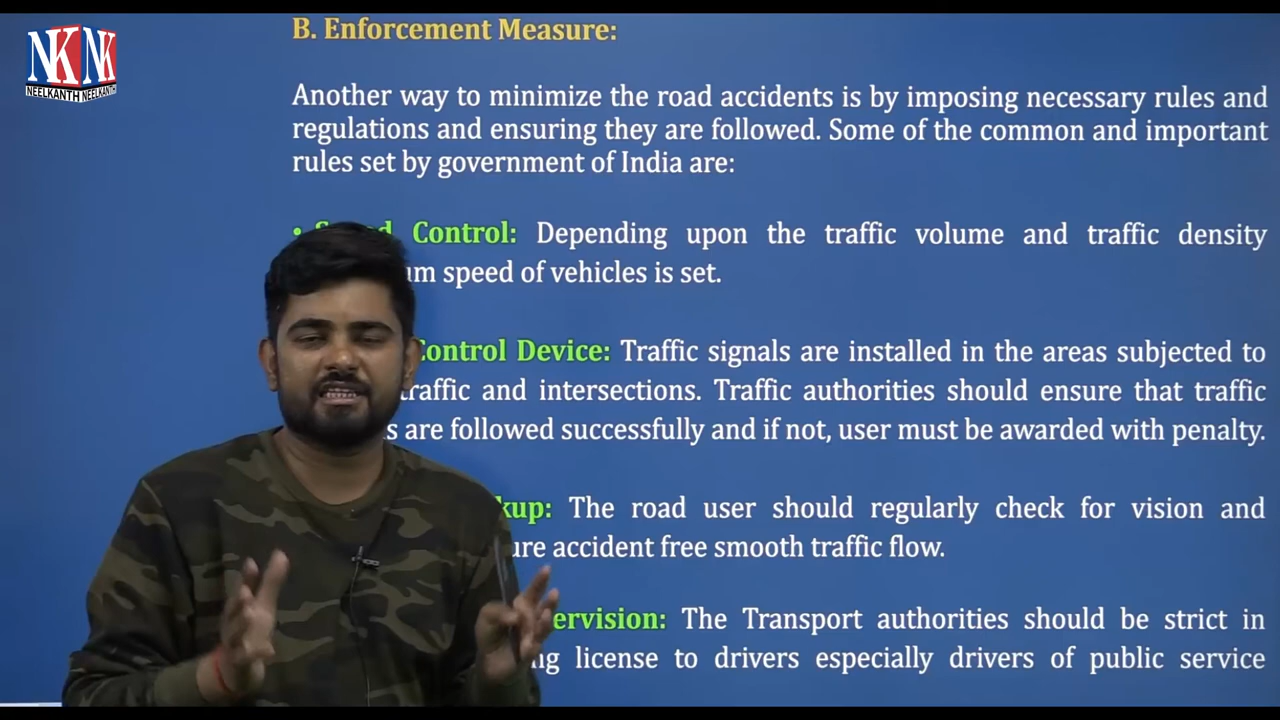 NKNK
NEELKANTH NEELKANTH
B. Enforcement Measure:
Another way to minimize the road accidents is by imposing necessary rules and
regulations and ensuring they are followed. Some of the common and important
rules set by government of India are:
• Speed Control: Depending upon the traffic volume and traffic density
um speed of vehicles is set.
Control Device: Traffic signals are installed in the areas subjected to
traffic and intersections. Traffic authorities should ensure that traffic
s are followed successfully and if not, user must be awarded with penalty.
kup: The road user should regularly check for vision and
ure accident free smooth traffic flow.
ervision: The Transport authorities should be strict in
ng license to drivers especially drivers of public service